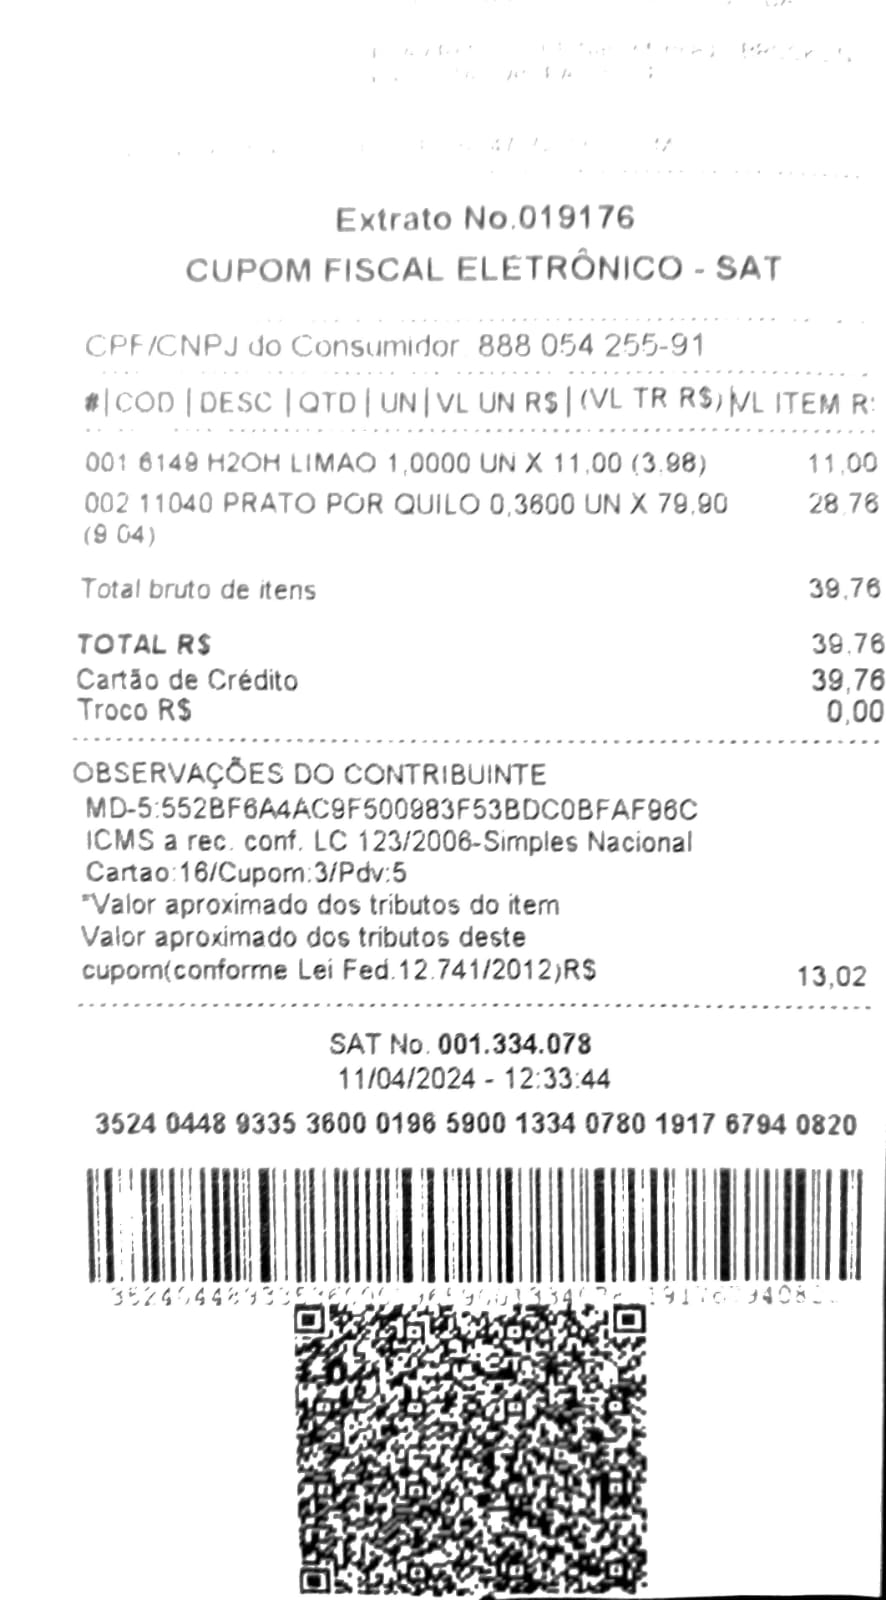 Extrato No.019176
CUPOM FISCAL ELETRÔNICO - SAT
CPF/CNPJ do Consumidor 888 054 255-91
#|COD | DESC | QTD | UN | VL UN R$ | (VL TR R$) |VL ITEM R$
001 6149 H2OH LIMAO 1,0000 UN X 11,00 (3.98) 11,00
002 11040 PRATO POR QUILO 0,3600 UN X 79,90 28,76
(9 04)
Total bruto de itens 39,76
TOTAL R$ 39.76
Cartão de Crédito 39,76
Troco R$ 0,00
OBSERVAÇÕES DO CONTRIBUINTE
MD-5:552BF6A4AC9F500983F53BDC0BFAF96C
ICMS a rec. conf. LC 123/2006-Simples Nacional
Cartao:16/Cupom:3/Pdv:5
*Valor aproximado dos tributos do item
Valor aproximado dos tributos deste
cupom(conforme Lei Fed.12.741/2012)R$ 13,02
SAT No. 001.334.078
11/04/2024 - 12:33:44
3524 0448 9335 3600 0196 5900 1334 0780 1917 6794 0820